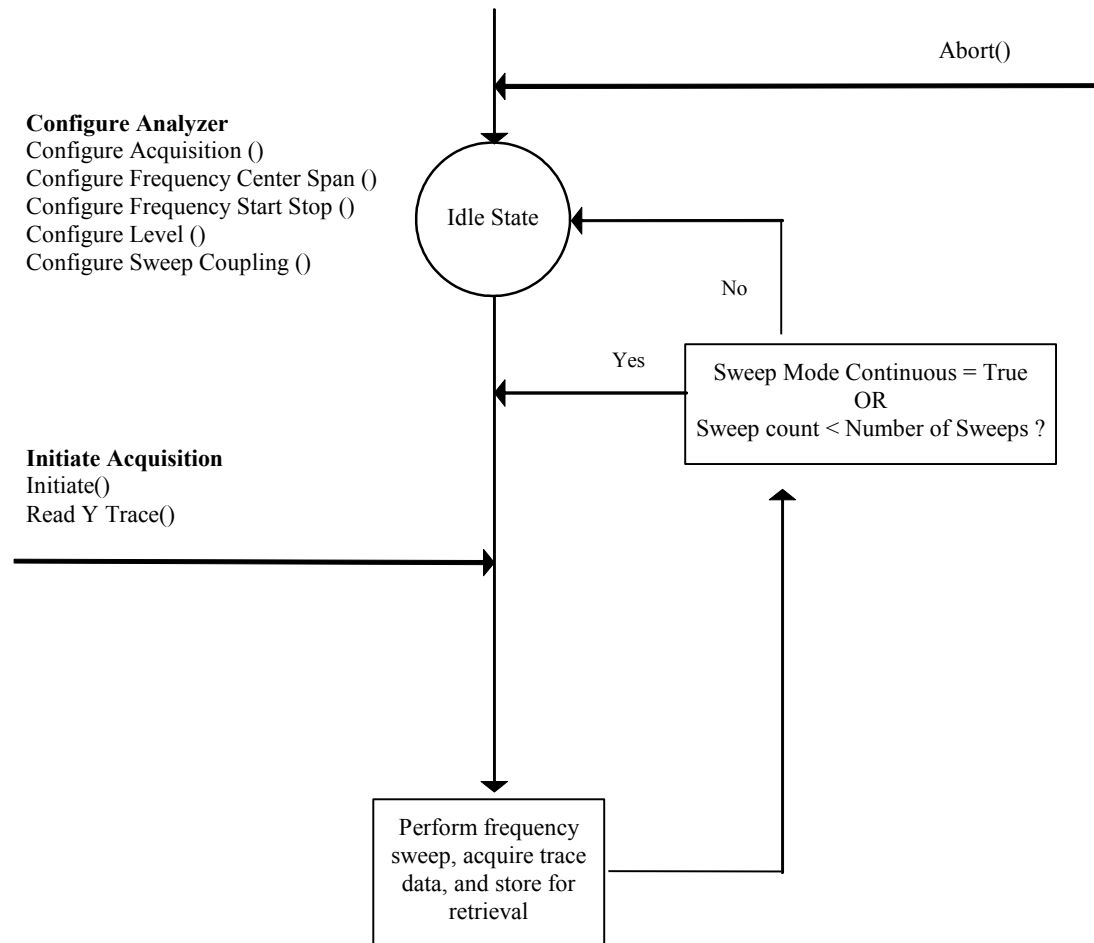 Abort()
Configure Analyzer
Configure Acquisition ()
Configure Frequency Center Span ()
Configure Frequency Start Stop ()
Configure Level ()
Configure Sweep Coupling ()
Idle State
No
Yes
Sweep Mode Continuous = True
OR
Sweep count < Number of Sweeps ?
Initiate Acquisition
Initiate()
Read Y Trace()
Perform frequency
sweep, acquire trace
data, and store for
retrieval